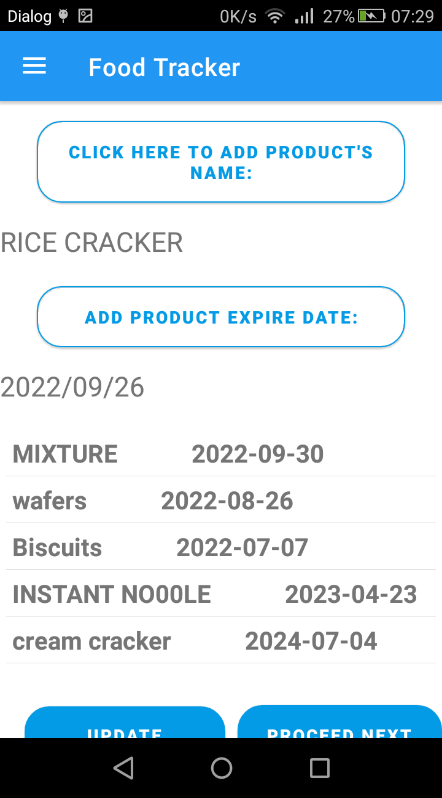 Dialog 0K/s 27% 07:29
Food Tracker
CLICK HERE TO ADD PRODUCT'S
NAME:
RICE CRACKER
ADD PRODUCT EXPIRE DATE:
2022/09/26
MIXTURE 2022-09-30
wafers 2022-08-26
Biscuits 2022-07-07
INSTANT NO00LE 2023-04-23
cream cracker 2024-07-04
UPDATE PROCEED NEXT